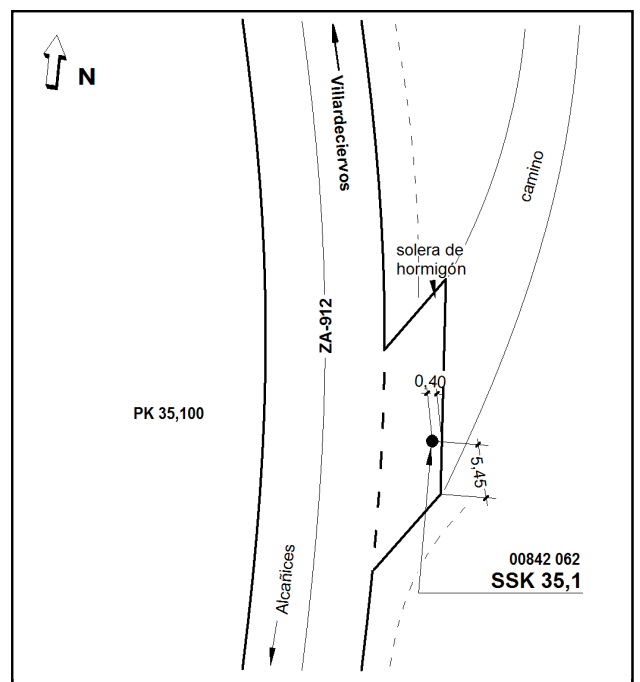 N
Villardeciervos
camino
solera de
hormigón
ZA-912
0,40
PK 35,100
5,45
00842 062
SSK 35,1
Alcañices